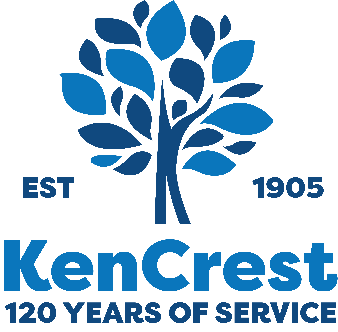 EST 1905
KenCrest
120 YEARS OF SERVICE